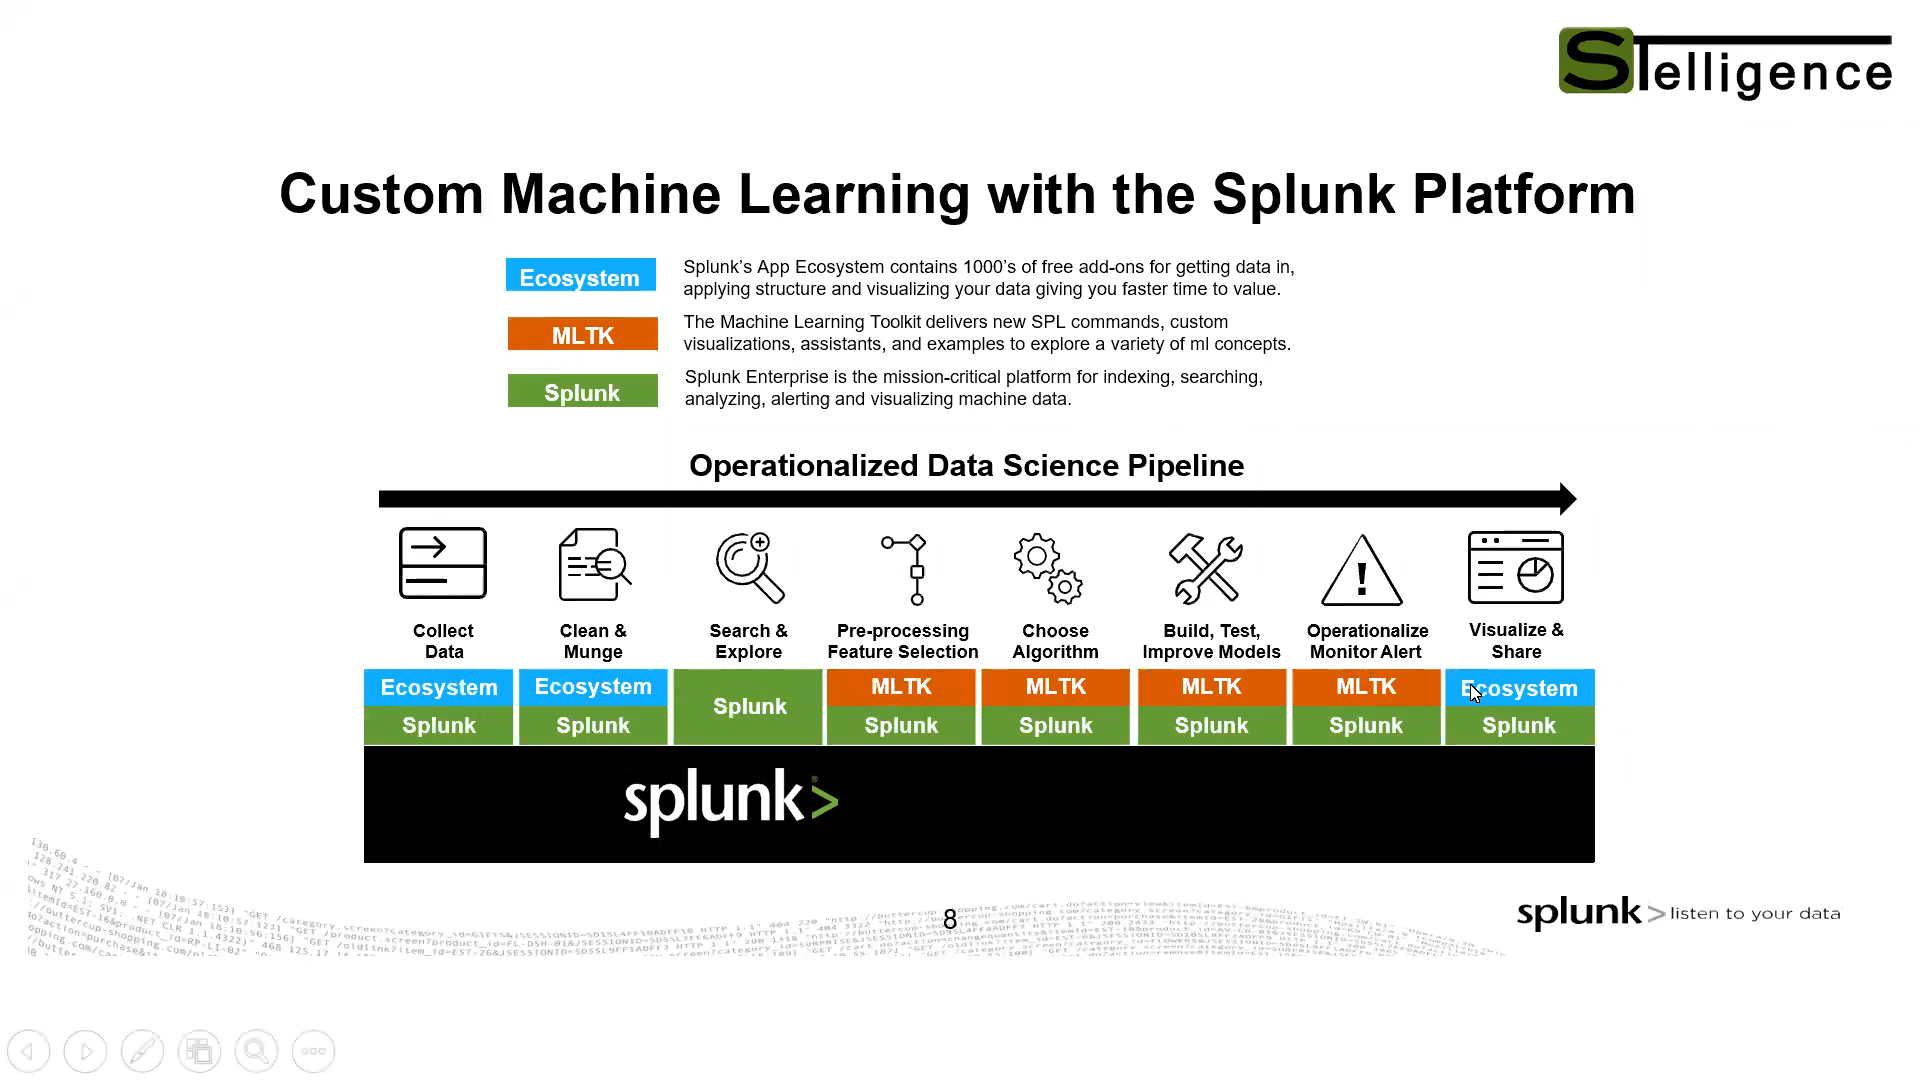 STelligence
Custom Machine Learning with the Splunk Platform
Ecosystem
Splunk’s App Ecosystem contains 1000’s of free add-ons for getting data in,
applying structure and visualizing your data giving you faster time to value.
MLTK
The Machine Learning Toolkit delivers new SPL commands, custom
visualizations, assistants, and examples to explore a variety of ml concepts.
Splunk
Splunk Enterprise is the mission-critical platform for indexing, searching,
analyzing, alerting and visualizing machine data.
Operationalized Data Science Pipeline
Collect
Data
Clean &
Munge
Search &
Explore
Pre-processing
Feature Selection
Choose
Algorithm
Build, Test,
Improve Models
Operationalize
Monitor Alert
Visualize &
Share
Ecosystem
Splunk
Ecosystem
Splunk
Splunk
MLTK
Splunk
MLTK
Splunk
MLTK
Splunk
MLTK
Splunk
Ecosystem
Splunk
splunk>
8
splunk> listen to your data